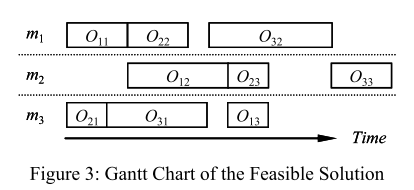 m1 O11 O22 O32
m2 O12 O23 O33
m3 O21 O31 O13
Time
Figure 3: Gantt Chart of the Feasible Solution